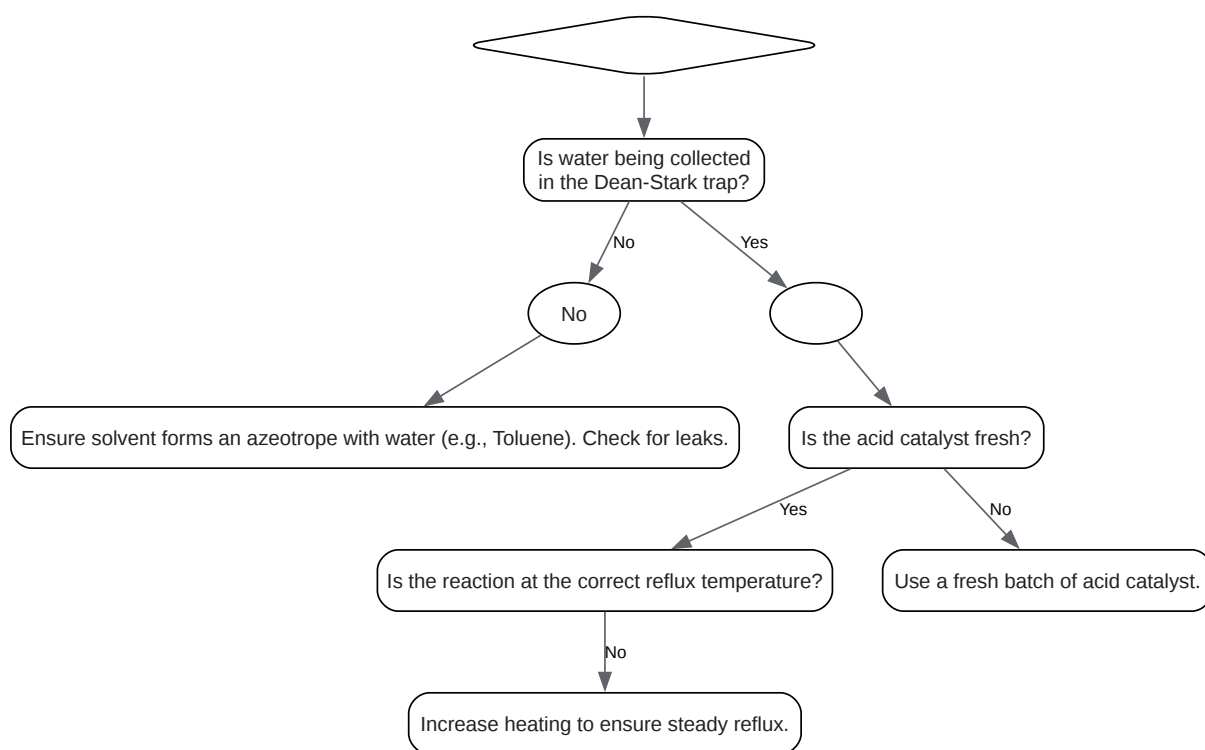 Is water being collected
in the Dean-Stark trap?
No
Yes
No
Ensure solvent forms an azeotrope with water (e.g., Toluene). Check for leaks.
Is the acid catalyst fresh?
Yes
No
Is the reaction at the correct reflux temperature?
Use a fresh batch of acid catalyst.
No
Increase heating to ensure steady reflux.